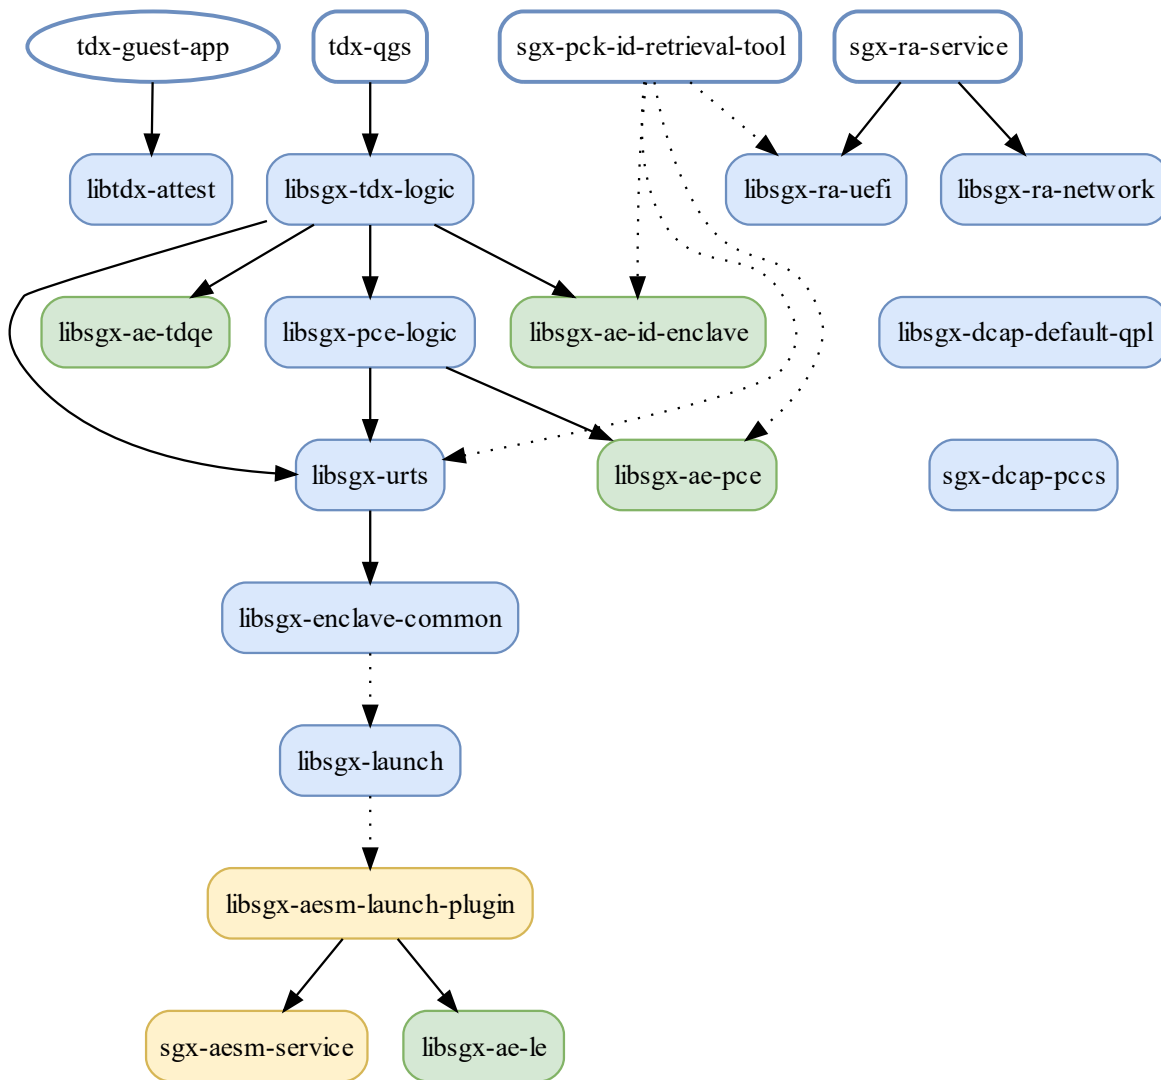 tdx-guest-app
tdx-qgs
sgx-pck-id-retrieval-tool
sgx-ra-service
libtdx-attest
libsgx-tdx-logic
libsgx-ra-uefi
libsgx-ra-network
libsgx-ae-tdqe
libsgx-pce-logic
libsgx-ae-id-enclave
libsgx-dcap-default-qpl
libsgx-urts
libsgx-ae-pce
sgx-dcap-pccs
libsgx-enclave-common
libsgx-launch
libsgx-aesm-launch-plugin
sgx-aesm-service
libsgx-ae-le